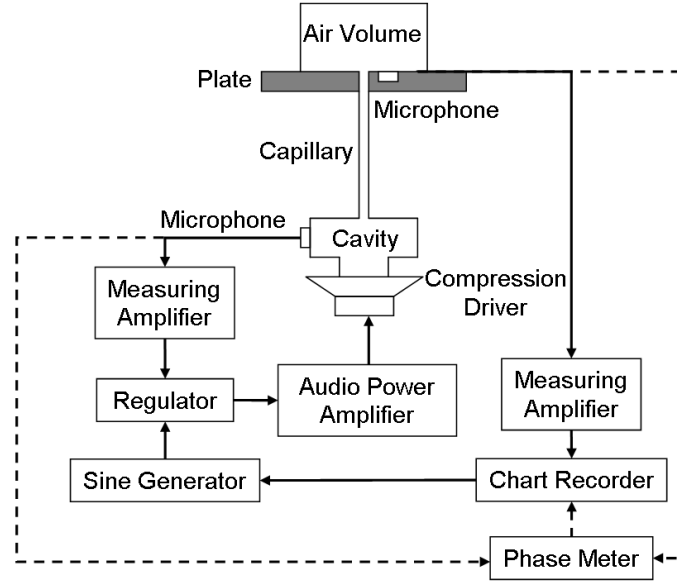 Air Volume
Plate
Microphone
Capillary
Microphone
Cavity
Compression
Driver
Measuring
Amplifier
Regulator
Audio Power
Amplifier
Measuring
Amplifier
Sine Generator
Chart Recorder
Phase Meter